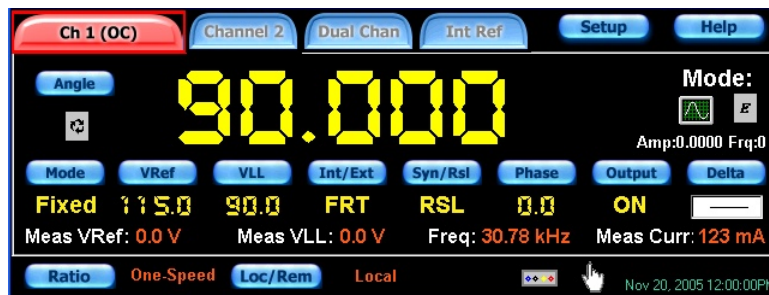 Ch 1 (OC) Channel 2 Dual Chan Int Ref Setup Help
Angle 90.000 Mode:
E
Amp:0.0000 Frq:0
Mode VRef VLL Int/Ext Syn/Rsl Phase Output Delta
Fixed 115.0 90.0 FRT RSL 0.0 ON
Meas VRef: 0.0 V Meas VLL: 0.0 V Freq: 30.78 kHz Meas Curr: 123 mA
Ratio One-Speed Loc/Rem Local
Nov 20, 2005 12:00:00PM